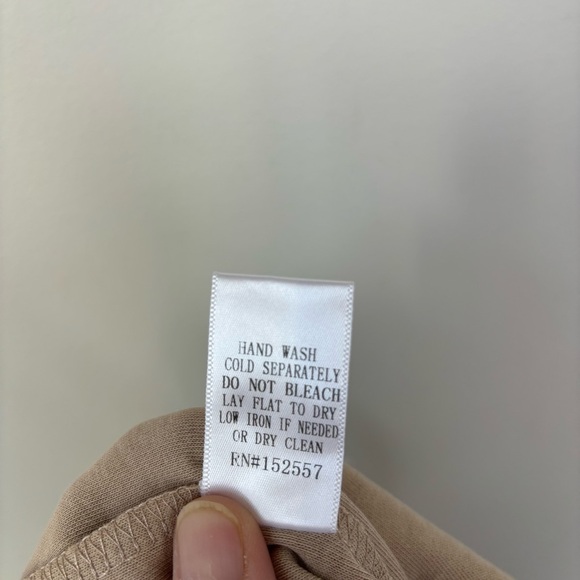 HAND WASH
COLD SEPARATELY
DO NOT BLEACH
LAY FLAT TO DRY
LOW IRON IF NEEDED
OR DRY CLEAN
RN#152557